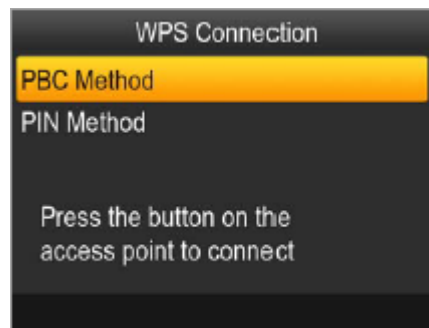 WPS Connection
PBC Method
PIN Method
Press the button on the
access point to connect